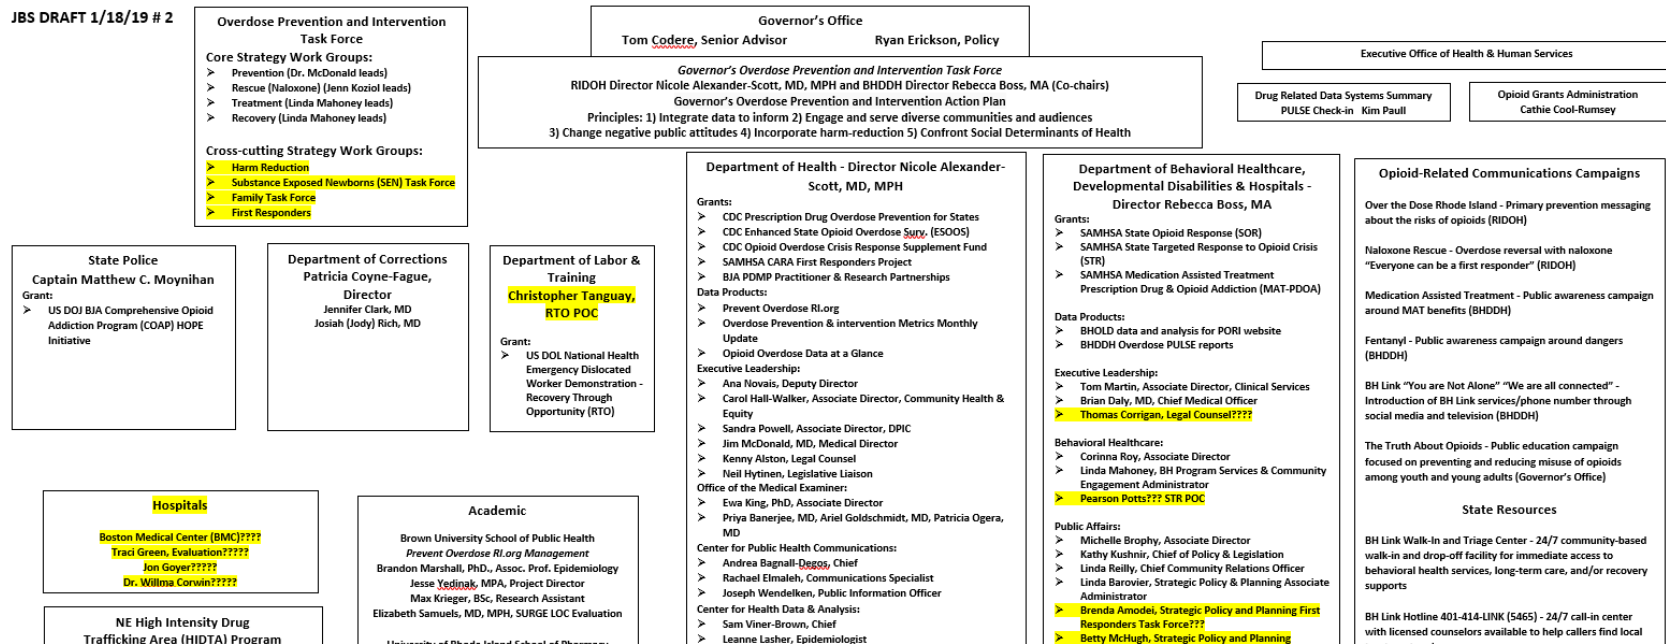 JBS DRAFT 1/18/19 # 2
Overdose Prevention and Intervention
Task Force
Core Strategy Work Groups:
➢ Prevention (Dr. McDonald leads)
➢ Rescue (Naloxone) (Jenn Koziol leads)
➢ Treatment (Linda Mahoney leads)
➢ Recovery (Linda Mahoney leads)
Cross-cutting Strategy Work Groups:
➢ Harm Reduction
➢ Substance Exposed Newborns (SEN) Task Force
➢ Family Task Force
➢ First Responders
Governor's Office
Tom Codere, Senior Advisor Ryan Erickson, Policy
Governor's Overdose Prevention and Intervention Task Force
RIDOH Director Nicole Alexander-Scott, MD, MPH and BHDDH Director Rebecca Boss, MA (Co-chairs)
Governor's Overdose Prevention and Intervention Action Plan
Principles: 1) Integrate data to inform 2) Engage and serve diverse communities and audiences
3) Change negative public attitudes 4) Incorporate harm-reduction 5) Confront Social Determinants of Health
Executive Office of Health & Human Services
Drug Related Data Systems Summary
PULSE Check-in Kim Paull
Opioid Grants Administration
Cathie Cool-Rumsey
State Police
Captain Matthew C. Moynihan
Grant:
➢ US DOJ BJA Comprehensive Opioid
Addiction Program (COAP) HOPE
Initiative
Department of Corrections
Patricia Coyne-Fague,
Director
Jennifer Clark, MD
Josiah (Jody) Rich, MD
Department of Labor &
Training
Christopher Tanguay,
RTO POC
Grant:
➢ US DOL National Health
Emergency Dislocated
Worker Demonstration -
Recovery Through
Opportunity (RTO)
Department of Health - Director Nicole Alexander-
Scott, MD, MPH
Grants:
➢ CDC Prescription Drug Overdose Prevention for States
➢ CDC Enhanced State Opioid Overdose Surv. (ESOOS)
➢ CDC Opioid Overdose Crisis Response Supplement Fund
➢ SAMHSA CARA First Responders Project
➢ BJA PDMP Practitioner & Research Partnerships
Data Products:
➢ Prevent Overdose RI.org
➢ Overdose Prevention & intervention Metrics Monthly
Update
➢ Opioid Overdose Data at a Glance
Executive Leadership:
➢ Ana Novais, Deputy Director
➢ Carol Hall-Walker, Associate Director, Community Health &
Equity
➢ Sandra Powell, Associate Director, DPIC
➢ Jim McDonald, MD, Medical Director
➢ Kenny Alston, Legal Counsel
➢ Neil Hytinen, Legislative Liaison
Office of the Medical Examiner:
➢ Ewa King, PhD, Associate Director
➢ Priya Banerjee, MD, Ariel Goldschmidt, MD, Patricia Ogera,
MD
Center for Public Health Communications:
➢ Andrea Bagnall-Degos, Chief
➢ Rachael Elmaleh, Communications Specialist
➢ Joseph Wendelken, Public Information Officer
Center for Health Data & Analysis:
➢ Sam Viner-Brown, Chief
➢ Leanne Lasher, Epidemiologist
Department of Behavioral Healthcare,
Developmental Disabilities & Hospitals -
Director Rebecca Boss, MA
Grants:
➢ SAMHSA State Opioid Response (SOR)
➢ SAMHSA State Targeted Response to Opioid Crisis
(STR)
➢ SAMHSA Medication Assisted Treatment
Prescription Drug & Opioid Addiction (MAT-PDOA)
Data Products:
➢ BHOLD data and analysis for PORI website
➢ BHDDH Overdose PULSE reports
Executive Leadership:
➢ Tom Martin, Associate Director, Clinical Services
➢ Brian Daly, MD, Chief Medical Officer
➢ Thomas Corrigan, Legal Counsel????
Behavioral Healthcare:
➢ Corinna Roy, Associate Director
➢ Linda Mahoney, BH Program Services & Community
Engagement Administrator
➢ Pearson Potts??? STR POC
Public Affairs:
➢ Michelle Brophy, Associate Director
➢ Kathy Kushnir, Chief of Policy & Legislation
➢ Linda Reilly, Chief Community Relations Officer
➢ Linda Barovier, Strategic Policy & Planning Associate
Administrator
➢ Brenda Amodei, Strategic Policy and Planning First
Responders Task Force???
➢ Betty McHugh, Strategic Policy and Planning
Opioid-Related Communications Campaigns
Over the Dose Rhode Island - Primary prevention messaging
about the risks of opioids (RIDOH)
Naloxone Rescue - Overdose reversal with naloxone
"Everyone can be a first responder" (RIDOH)
Medication Assisted Treatment - Public awareness campaign
around MAT benefits (BHDDH)
Fentanyl - Public awareness campaign around dangers
(BHDDH)
BH Link "You are Not Alone" "We are all connected" -
Introduction of BH Link services/phone number through
social media and television (BHDDH)
The Truth About Opioids - Public education campaign
focused on preventing and reducing misuse of opioids
among youth and young adults (Governor's Office)
State Resources
BH Link Walk-In and Triage Center - 24/7 community-based
walk-in and drop-off facility for immediate access to
behavioral health services, long-term care, and/or recovery
supports
BH Link Hotline 401-414-LINK (5465) - 24/7 call-in center
with licensed counselors available to help callers find local
Hospitals
Boston Medical Center (BMC)????
Traci Green, Evaluation?????
Jon Goyer?????
Dr. Willma Corwin?????
NE High Intensity Drug
Trafficking Area (HIDTA) Program
Academic
Brown University School of Public Health
Prevent Overdose RI.org Management
Brandon Marshall, PhD., Assoc. Prof. Epidemiology
Jesse Yedinak, MPA, Project Director
Max Krieger, BSc, Research Assistant
Elizabeth Samuels, MD, MPH, SURGE LOC Evaluation
University of Rhode Island School of Pharmacy